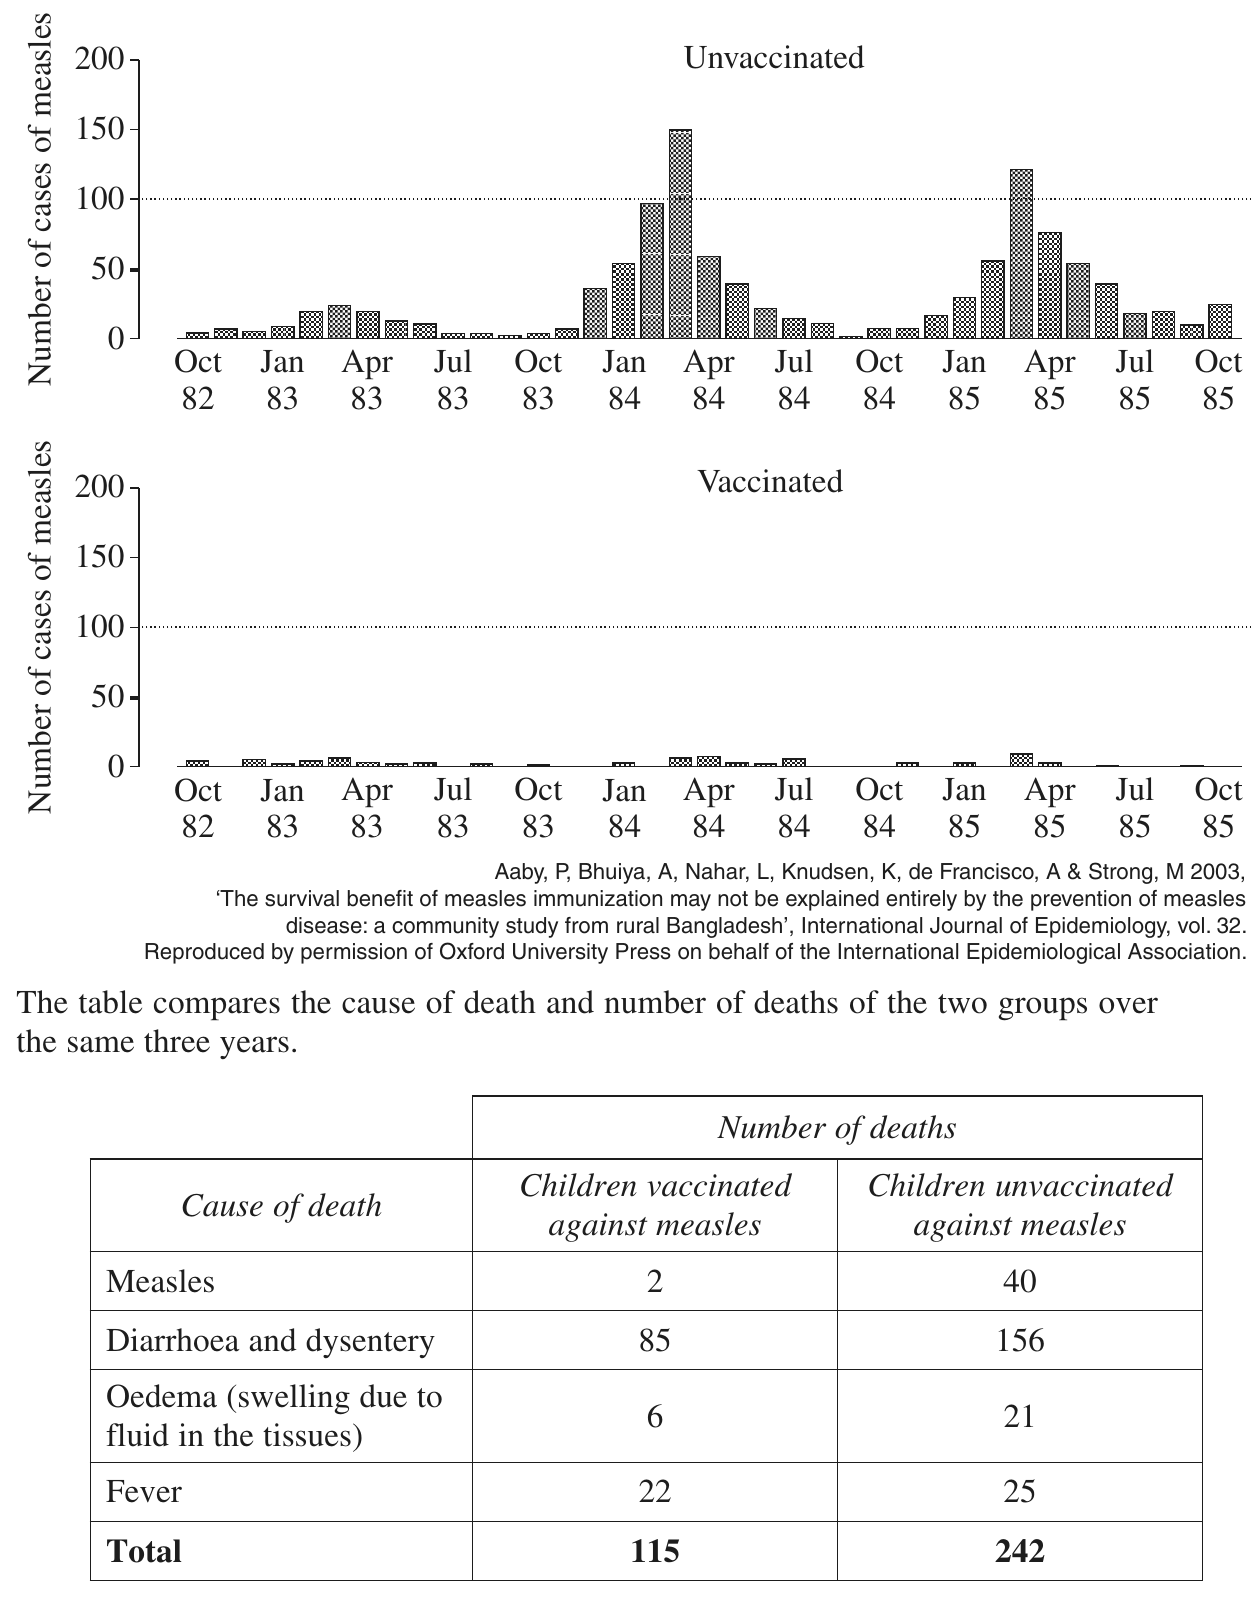 Number of cases of measles
Unvaccinated
200
150
100
50
0
Oct Jan Apr Jul Oct Jan Apr Jul Oct Jan Apr Jul Oct
82 83 83 83 83 84 84 84 84 85 85 85 85
Number of cases of measles
Vaccinated
200
150
100
50
0
Oct Jan Apr Jul Oct Jan Apr Jul Oct Jan Apr Jul Oct
82 83 83 83 83 84 84 84 84 85 85 85 85
Aaby, P, Bhuiya, A, Nahar, L, Knudsen, K, de Francisco, A & Strong, M 2003,
‘The survival benefit of measles immunization may not be explained entirely by the prevention of measles
disease: a community study from rural Bangladesh’, International Journal of Epidemiology, vol. 32.
Reproduced by permission of Oxford University Press on behalf of the International Epidemiological Association.
The table compares the cause of death and number of deaths of the two groups over
the same three years.
Number of deaths
Cause of death
Children vaccinated
against measles
Children unvaccinated
against measles
Measles 2 40
Diarrhoea and dysentery 85 156
Oedema (swelling due to
fluid in the tissues) 6 21
Fever 22 25
Total 115 242